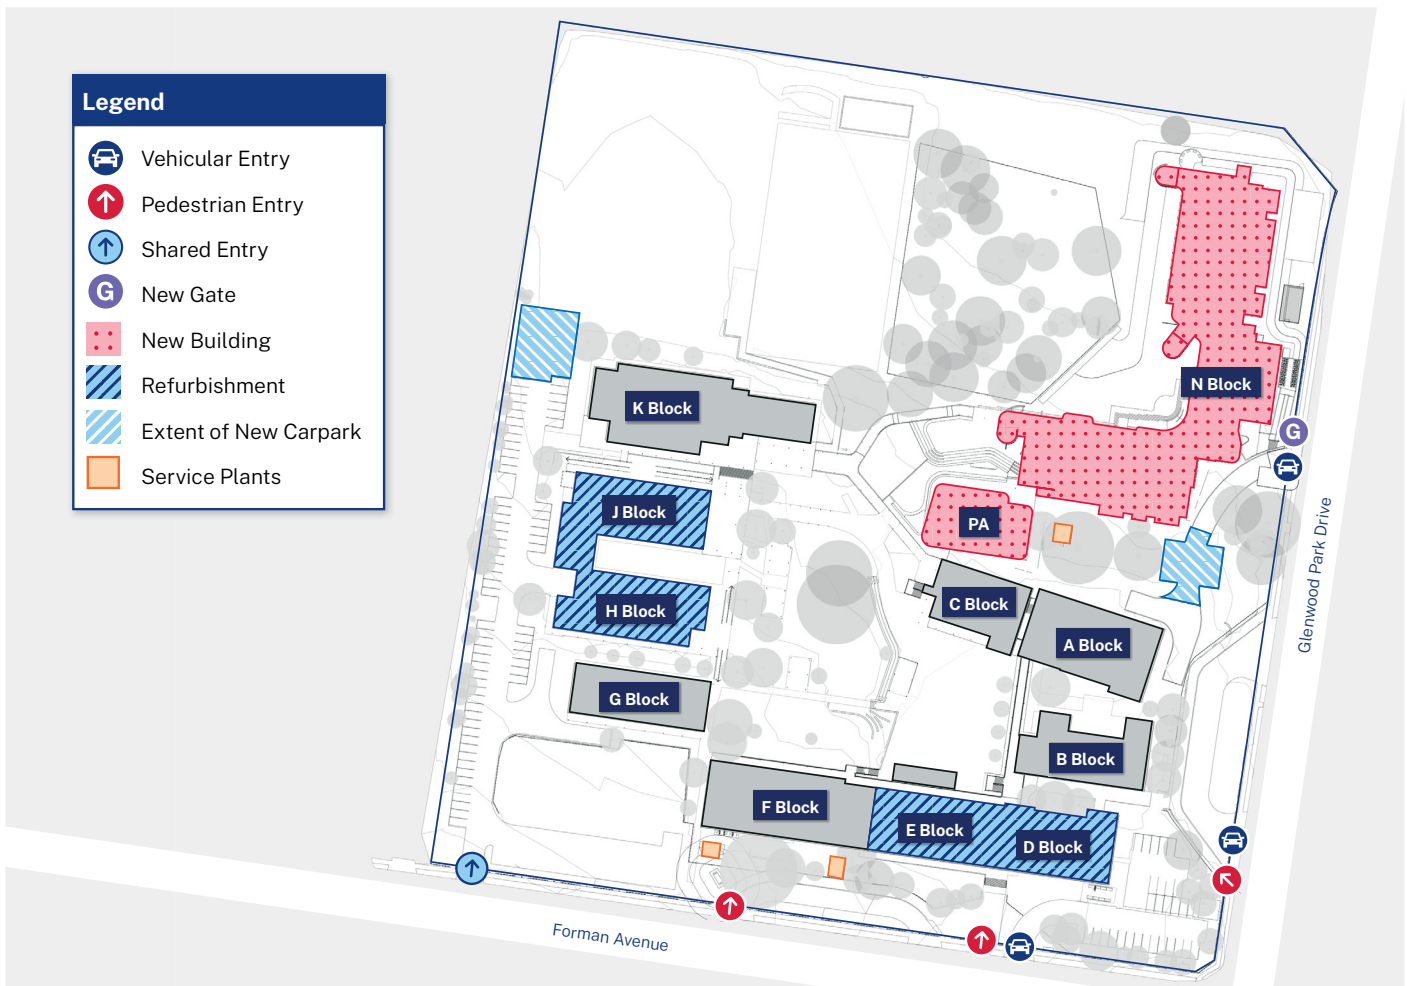 Legend
Vehicular Entry
Pedestrian Entry
Shared Entry
G
New Gate
New Building
Refurbishment
Extent of New Carpark
Service Plants
N Block
K Block
G
J Block
PA
H Block
C Block
A Block
G Block
B Block
F Block
E Block
D Block
Glenwood Park Drive
Forman Avenue